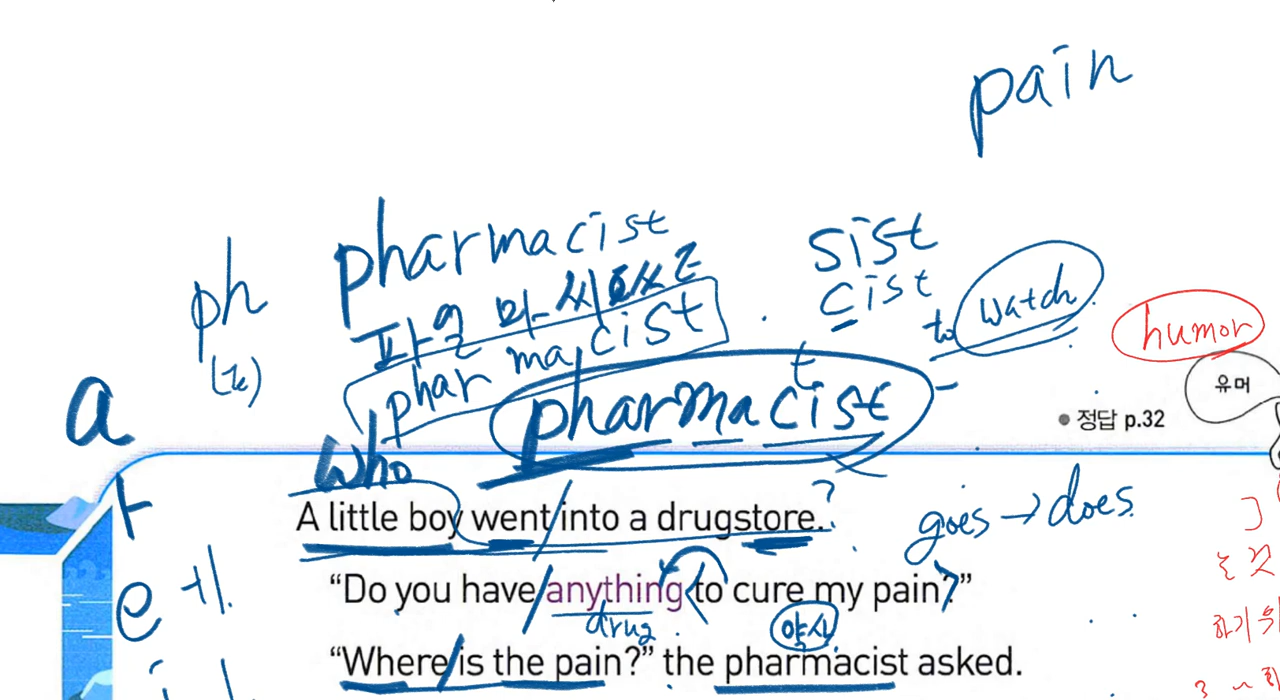 pain
pharmacist
sist
ph
파 얼 마 씨 스
cist
to watch
phar ma cist
humor
t
유머
pharmacist
a
● 정답 p.32
who
A little boy went into a drugstore.?
goes → does
“Do you have anything to cure my pain?”
e
drug
약사
“Where is the pain?” the pharmacist asked.